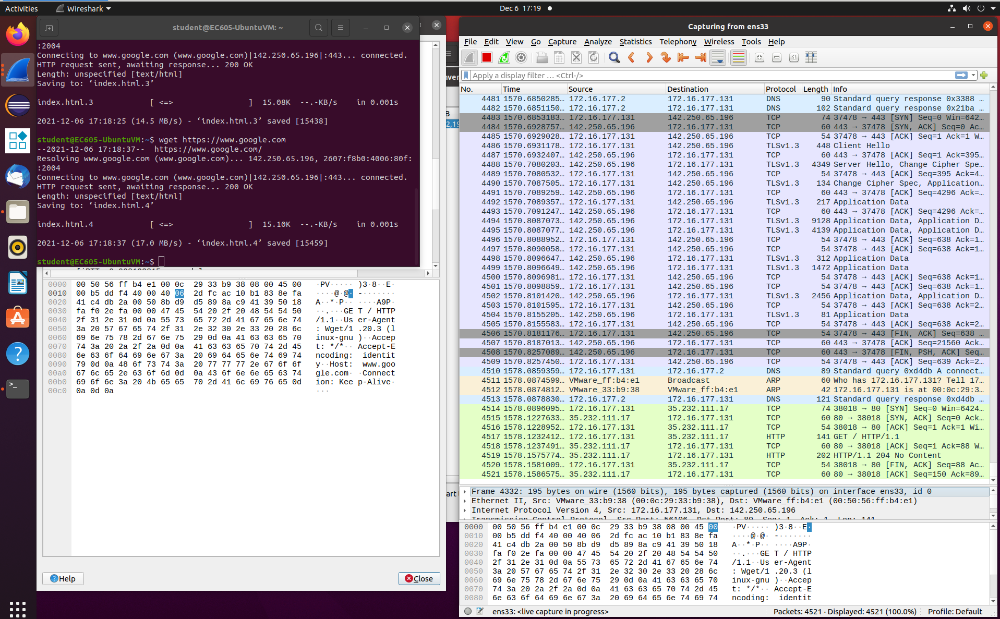 Activities
Wireshark
Dec 6 17:19
student@EC605-UbuntuVM: ~
:2004
Connecting to www.google.com (www.google.com)|142.250.65.196|:443... connected.
HTTP request sent, awaiting response... 200 OK
Length: unspecified [text/html]
Saving to: ‘index.html.3’
index.html.3            [ <=>                ]  15.08K  --.-KB/s    in 0.001s
2021-12-06 17:18:25 (14.5 MB/s) - ‘index.html.3’ saved [15438]
student@EC605-UbuntuVM:~$ wget https://www.google.com
--2021-12-06 17:18:37--  https://www.google.com/
Resolving www.google.com (www.google.com)... 142.250.65.196, 2607:f8b0:4006:80f:
:2004
Connecting to www.google.com (www.google.com)|142.250.65.196|:443... connected.
HTTP request sent, awaiting response... 200 OK
Length: unspecified [text/html]
Saving to: ‘index.html.4’
index.html.4            [ <=>                ]  15.10K  --.-KB/s    in 0.001s
2021-12-06 17:18:37 (17.0 MB/s) - ‘index.html.4’ saved [15459]
student@EC605-UbuntuVM:~$
0000 00 50 56 ff b4 e1 00 0c 29 33 b9 38 08 00 45 00 ·PV····· )3·8··E·
0010 00 b5 dd f4 40 00 40 06 2d fc ac 10 b1 83 8e fa ····@·@· -·······
0020 41 c4 db 2a 00 50 8b d9 d5 89 8a c9 41 39 50 18 A··*·P·· ····A9P·
0030 fa f0 2e fa 00 00 47 45 54 20 2f 20 48 54 54 50 ··.···GE T / HTTP
0040 2f 31 2e 31 0d 0a 55 73 65 72 2d 41 67 65 6e 74 /1.1··Us er-Agent
0050 3a 20 57 67 65 74 2f 31 2e 32 30 2e 33 20 28 6c : Wget/1 .20.3 (l
0060 69 6e 75 78 2d 67 6e 75 29 0d 0a 41 63 63 65 70 inux-gnu )··Accep
0070 74 3a 20 2a 2f 2a 0d 0a 41 63 63 65 70 74 2d 45 t: */*·· Accept-E
0080 6e 63 6f 64 69 6e 67 3a 20 69 64 65 6e 74 69 74 ncoding: identit
0090 79 0d 0a 48 6f 73 74 3a 20 77 77 77 2e 67 6f 6f y··Host: www.goo
00a0 67 6c 65 2e 63 6f 6d 0d 0a 43 6f 6e 6e 65 63 74 gle.com· ·Connect
00b0 69 6f 6e 3a 20 4b 65 65 70 2d 41 6c 69 76 65 0d ion: Kee p-Alive·
00c0 0a 0d 0a ···
Help
Close
B
2,19
Capturing from ens33
File Edit View Go Capture Analyze Statistics Telephony Wireless Tools Help
Apply a display filter … <Ctrl-/>
No. Time Source Destination Protocol Length Info
4481 1570.6850285… 172.16.177.2 172.16.177.131 DNS 90 Standard query response 0x3388 …
4482 1570.6851150… 172.16.177.2 172.16.177.131 DNS 102 Standard query response 0x21ba …
4483 1570.6853183… 172.16.177.131 142.250.65.196 TCP 74 37478 → 443 [SYN] Seq=0 Win=642…
4484 1570.6928757… 142.250.65.196 172.16.177.131 TCP 60 443 → 37478 [SYN, ACK] Seq=0 Ac…
4485 1570.6929028… 172.16.177.131 142.250.65.196 TCP 54 37478 → 443 [ACK] Seq=1 Ack=1 W…
4486 1570.6931178… 172.16.177.131 142.250.65.196 TLSv1.3 448 Client Hello
4487 1570.6932407… 142.250.65.196 172.16.177.131 TCP 60 443 → 37478 [ACK] Seq=1 Ack=395…
4488 1570.7080203… 142.250.65.196 172.16.177.131 TLSv1.3 4349 Server Hello, Change Cipher Spe…
4489 1570.7080532… 172.16.177.131 142.250.65.196 TCP 54 37478 → 443 [ACK] Seq=395 Ack=4…
4490 1570.7087505… 172.16.177.131 142.250.65.196 TLSv1.3 134 Change Cipher Spec, Application…
4491 1570.7089259… 142.250.65.196 172.16.177.131 TCP 60 443 → 37478 [ACK] Seq=4296 Ack=…
4492 1570.7089357… 172.16.177.131 142.250.65.196 TLSv1.3 217 Application Data
4493 1570.7091247… 142.250.65.196 172.16.177.131 TCP 60 443 → 37478 [ACK] Seq=4296 Ack=…
4494 1570.8087073… 142.250.65.196 172.16.177.131 TLSv1.3 9128 Application Data, Application D…
4495 1570.8087077… 142.250.65.196 172.16.177.131 TLSv1.3 4139 Application Data, Application D…
4496 1570.8088952… 172.16.177.131 142.250.65.196 TCP 54 37478 → 443 [ACK] Seq=638 Ack=1…
4497 1570.8090058… 172.16.177.131 142.250.65.196 TCP 54 37478 → 443 [ACK] Seq=638 Ack=1…
4498 1570.8096647… 142.250.65.196 172.16.177.131 TLSv1.3 312 Application Data
4499 1570.8096649… 142.250.65.196 172.16.177.131 TLSv1.3 1472 Application Data
4500 1570.8096981… 172.16.177.131 142.250.65.196 TCP 54 37478 → 443 [ACK] Seq=638 Ack=1…
4501 1570.8098859… 172.16.177.131 142.250.65.196 TCP 54 37478 → 443 [ACK] Seq=638 Ack=1…
4502 1570.8101420… 142.250.65.196 172.16.177.131 TLSv1.3 2456 Application Data, Application D…
4503 1570.8101595… 172.16.177.131 142.250.65.196 TCP 54 37478 → 443 [ACK] Seq=638 Ack=2…
4504 1570.8155205… 142.250.65.196 172.16.177.131 TLSv1.3 81 Application Data
4505 1570.8155583… 172.16.177.131 142.250.65.196 TCP 54 37478 → 443 [ACK] Seq=638 Ack=2…
4506 1570.8181176… 172.16.177.131 142.250.65.196 TCP 54 37478 → 443 [FIN, ACK] Seq=638 …
4507 1570.8187013… 142.250.65.196 172.16.177.131 TCP 60 443 → 37478 [ACK] Seq=21560 Ack…
4508 1570.8257089… 142.250.65.196 172.16.177.131 TCP 60 443 → 37478 [FIN, PSH, ACK] Seq…
4509 1570.8257450… 172.16.177.131 142.250.65.196 TCP 54 37478 → 443 [ACK] Seq=639 Ack=2…
4510 1578.0859359… 172.16.177.131 172.16.177.2 DNS 89 Standard query 0xd4db A connect…
4511 1578.0874599… VMware_ff:b4:e1 Broadcast ARP 60 Who has 172.16.177.131? Tell 17…
4512 1578.0874812… VMware_33:b9:38 VMware_ff:b4:e1 ARP 42 172.16.177.131 is at 00:0c:29:3…
4513 1578.0878830… 172.16.177.2 172.16.177.131 DNS 121 Standard query response 0xd4db …
4514 1578.0896095… 172.16.177.131 35.232.111.17 TCP 74 38018 → 80 [SYN] Seq=0 Win=6424…
4515 1578.1227633… 35.232.111.17 172.16.177.131 TCP 60 80 → 38018 [SYN, ACK] Seq=0 Ack…
4516 1578.1228952… 172.16.177.131 35.232.111.17 TCP 54 38018 → 80 [ACK] Seq=1 Ack=1 Wi…
4517 1578.1232412… 172.16.177.131 35.232.111.17 HTTP 141 GET / HTTP/1.1
4518 1578.1237491… 35.232.111.17 172.16.177.131 TCP 60 80 → 38018 [ACK] Seq=1 Ack=88 W…
4519 1578.1575774… 35.232.111.17 172.16.177.131 HTTP 202 HTTP/1.1 204 No Content
4520 1578.1581009… 172.16.177.131 35.232.111.17 TCP 54 38018 → 80 [FIN, ACK] Seq=88 Ac…
4521 1578.1586575… 35.232.111.17 172.16.177.131 TCP 60 80 → 38018 [ACK] Seq=150 Ack=89…
Frame 4332: 195 bytes on wire (1560 bits), 195 bytes captured (1560 bits) on interface ens33, id 0
Ethernet II, Src: VMware_33:b9:38 (00:0c:29:33:b9:38), Dst: VMware_ff:b4:e1 (00:50:56:ff:b4:e1)
Internet Protocol Version 4, Src: 172.16.177.131, Dst: 142.250.65.196
Transmission Control Protocol, Src Port: 56106, Dst Port: 80, Seq: 1, Ack: 1, Len: 141
0000 00 50 56 ff b4 e1 00 0c 29 33 b9 38 08 00 45 00 ·PV····· )3·8··E·
0010 00 b5 dd f4 40 00 40 06 2d fc ac 10 b1 83 8e fa ····@·@· -·······
0020 41 c4 db 2a 00 50 8b d9 d5 89 8a c9 41 39 50 18 A··*·P·· ····A9P·
0030 fa f0 2e fa 00 00 47 45 54 20 2f 20 48 54 54 50 ··.···GE T / HTTP
0040 2f 31 2e 31 0d 0a 55 73 65 72 2d 41 67 65 6e 74 /1.1··Us er-Agent
0050 3a 20 57 67 65 74 2f 31 2e 32 30 2e 33 20 28 6c : Wget/1 .20.3 (l
0060 69 6e 75 78 2d 67 6e 75 29 0d 0a 41 63 63 65 70 inux-gnu )··Accep
0070 74 3a 20 2a 2f 2a 0d 0a 41 63 63 65 70 74 2d 45 t: */*·· Accept-E
0080 6e 63 6f 64 69 6e 67 3a 20 69 64 65 6e 74 69 74 ncoding: identit
ens33: <live capture in progress>
Packets: 4521 · Displayed: 4521 (100.0%)
Profile: Default